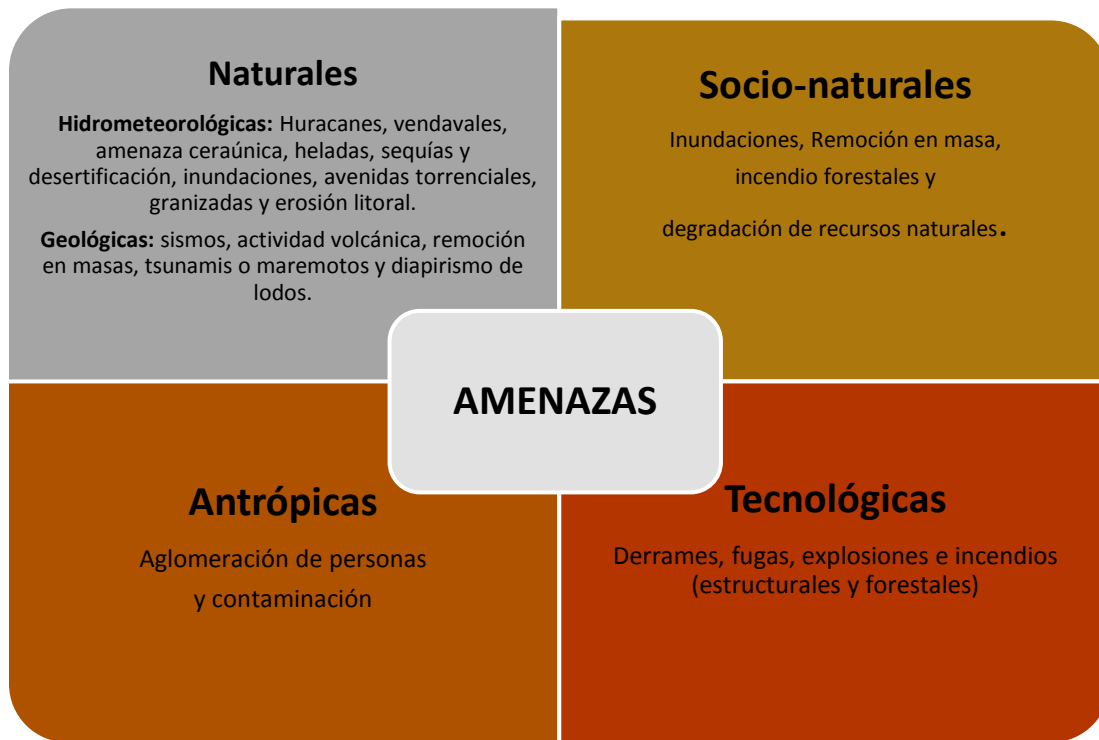 Naturales
Hidrometeorológicas: Huracanes, vendavales,
amenaza ceraúnica, heladas, sequías y
desertificación, inundaciones, avenidas torrenciales,
granizadas y erosión litoral.
Geológicas: sismos, actividad volcánica, remoción
en masas, tsunamis o maremotos y diapirismo de
lodos.
Socio-naturales
Inundaciones, Remoción en masa,
incendio forestales y
degradación de recursos naturales.
AMENAZAS
Antrópicas
Aglomeración de personas
y contaminación
Tecnológicas
Derrames, fugas, explosiones e incendios
(estructurales y forestales)